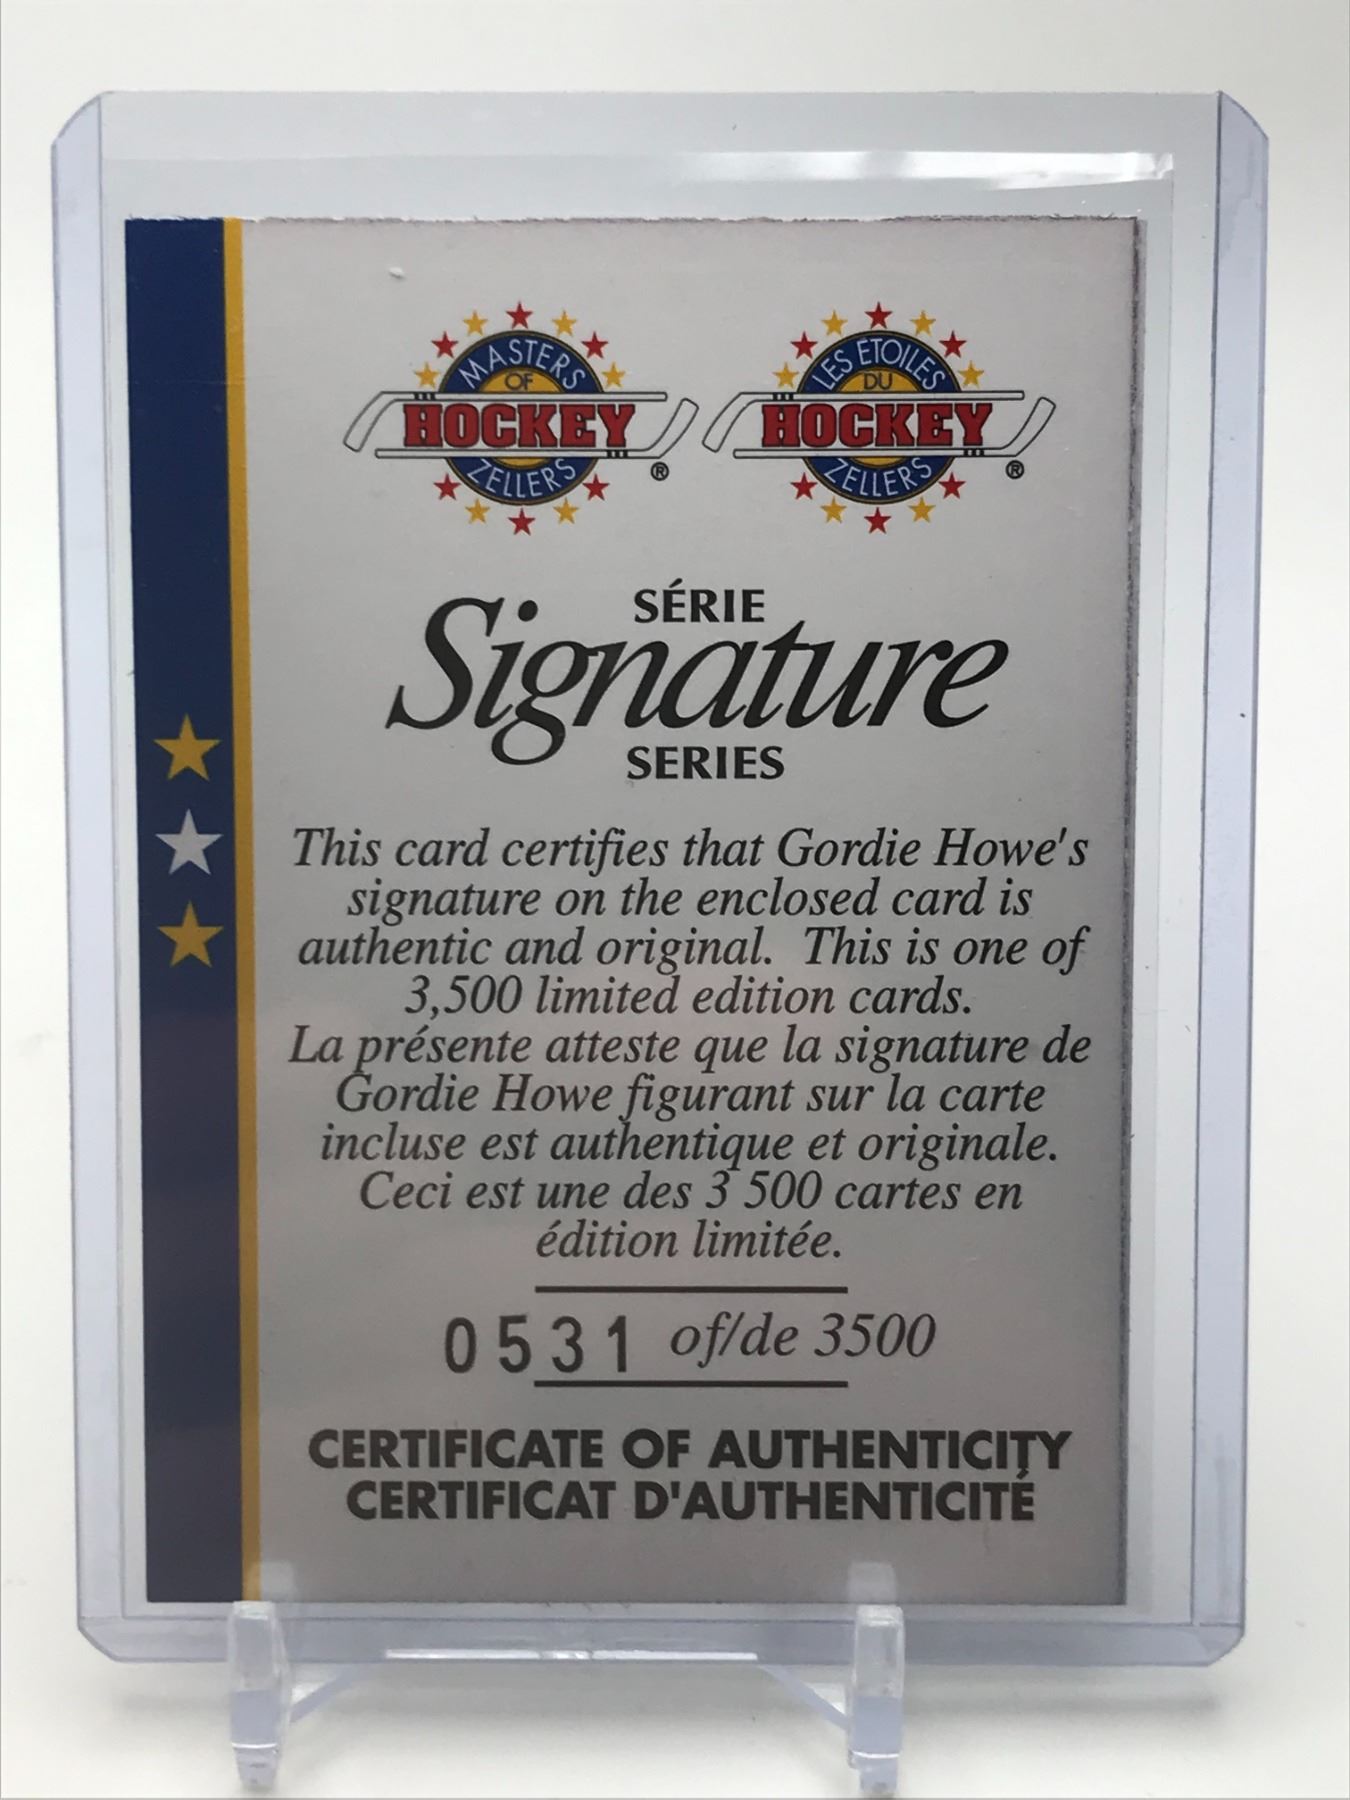 MASTERS
OF
HOCKEY
ZELLERS
®
LES ÉTOILES
DU
HOCKEY
ZELLERS
®
SÉRIE
Signature
SERIES
This card certifies that Gordie Howe's
signature on the enclosed card is
authentic and original. This is one of
3,500 limited edition cards.
La présente atteste que la signature de
Gordie Howe figurant sur la carte
incluse est authentique et originale.
Ceci est une des 3 500 cartes en
édition limitée.
0531 of/de 3500
CERTIFICATE OF AUTHENTICITY
CERTIFICAT D'AUTHENTICITÉ